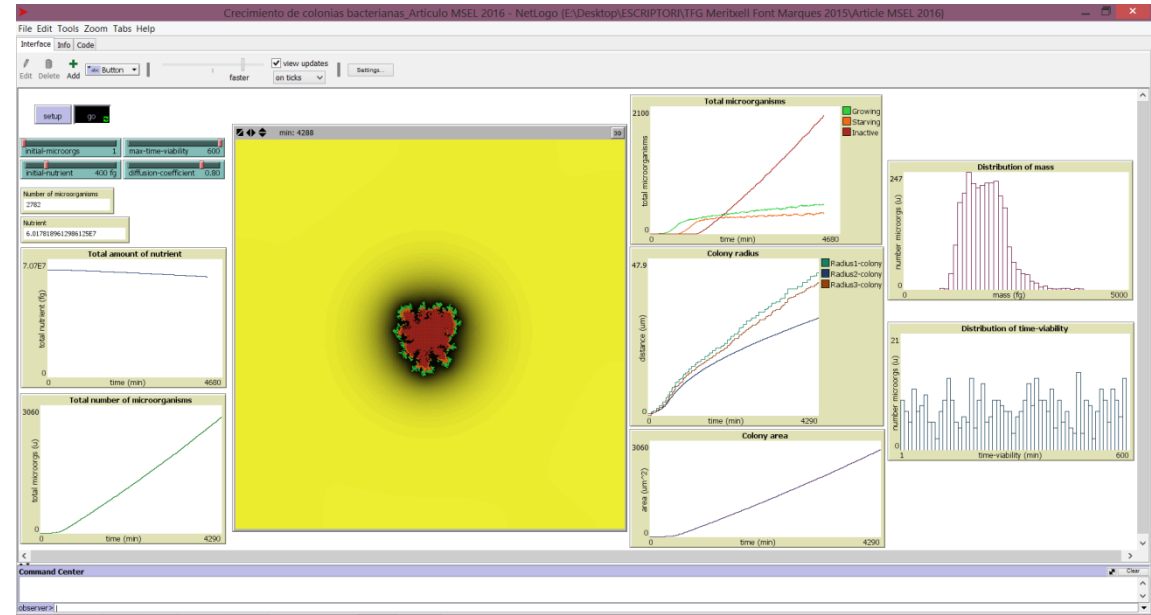 Crecimiento de colonias bacterianas_Articulo MSEL 2016 - NetLogo {E:\Desktop\ESCRIPTORI\TFG Meritxell Font Marques 2015\Article MSEL 2016}
File Edit Tools Zoom Tabs Help
Interface Info Code
Edit Delete Add
Button
faster
view updates
on ticks
Settings...
setup go
initial-microorgs 1
max-time-viability 600
initial-nutrient 400 fg
diffusion-coefficient 0.80
Number of microorganisms
2782
Nutrient
6.0178189612986125E7
Total amount of nutrient
7.07E7
total nutrient (fg)
0
0 time (min) 4680
Total number of microorganisms
3060
total microorgs (u)
0
0 time (min) 4290
min: 4288
3D
Total microorganisms
2100
total microorganisms
0
0 time (min) 4680
Growing
Starving
Inactive
Colony radius
47.9
distance (um)
0
0 time (min) 4290
Radius1-colony
Radius2-colony
Radius3-colony
Colony area
3060
area (um^2)
0
0 time (min) 4290
Distribution of mass
247
number microorgs (u)
0
0 mass (fg) 5000
Distribution of time-viability
21
number microorgs (u)
0
1 time-viability (min) 600
Command Center
Clear
observer>